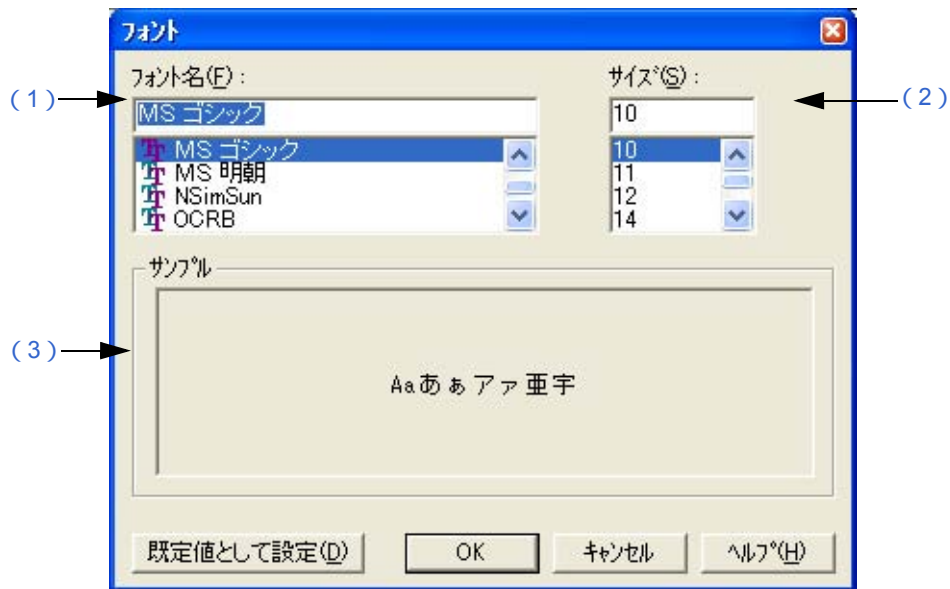 フォント
フォント名(F): サイズ(S):
(1) (2)
MS ゴシック 10
MS ゴシック 10
MS 明朝 11
NSimSun 12
OCRB 14
サンプル
(3)
Aaあぁアァ亜宇
既定値として設定(D) OK キャンセル ヘルプ(H)